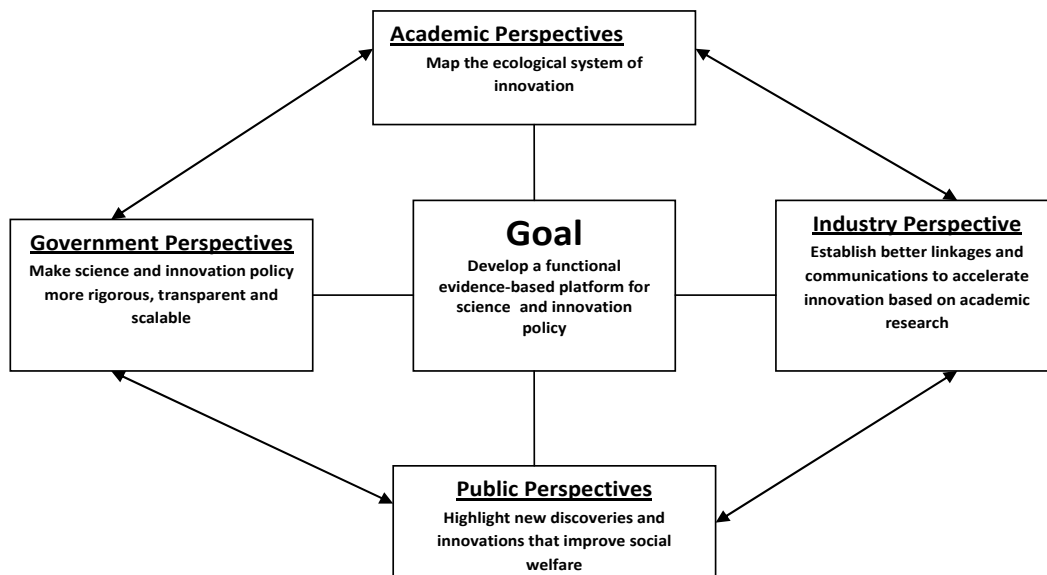 Academic Perspectives
Map the ecological system of
innovation
Government Perspectives
Make science and innovation policy
more rigorous, transparent and
scalable
Goal
Develop a functional
evidence-based platform for
science and innovation
policy
Industry Perspective
Establish better linkages and
communications to accelerate
innovation based on academic
research
Public Perspectives
Highlight new discoveries and
innovations that improve social
welfare